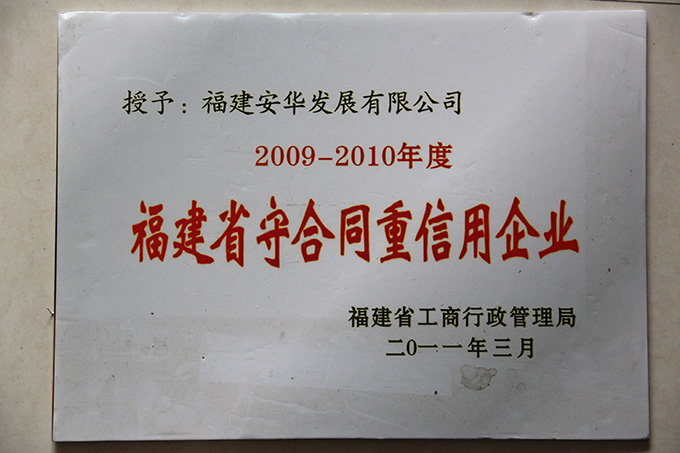 授予：福建安华发展有限公司
2009-2010年度
福建省守合同重信用企业
福建省工商行政管理局
二0一一年三月